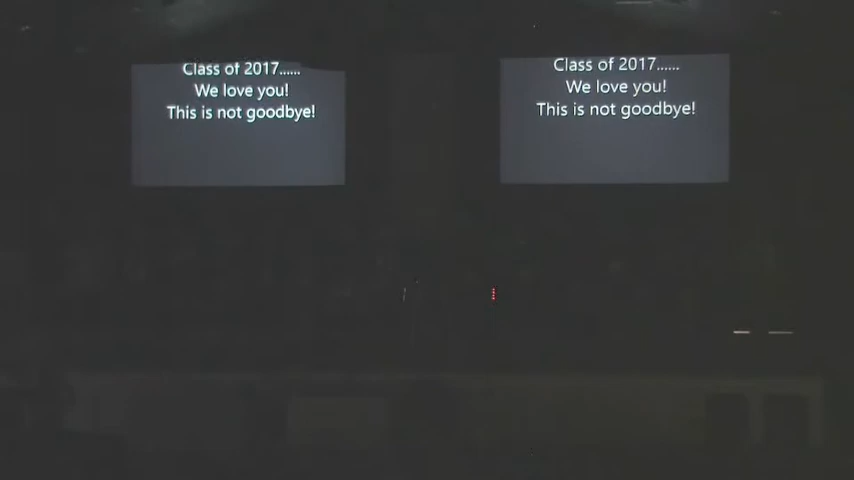 Class of 2017......
We love you!
This is not goodbye!
Class of 2017......
We love you!
This is not goodbye!